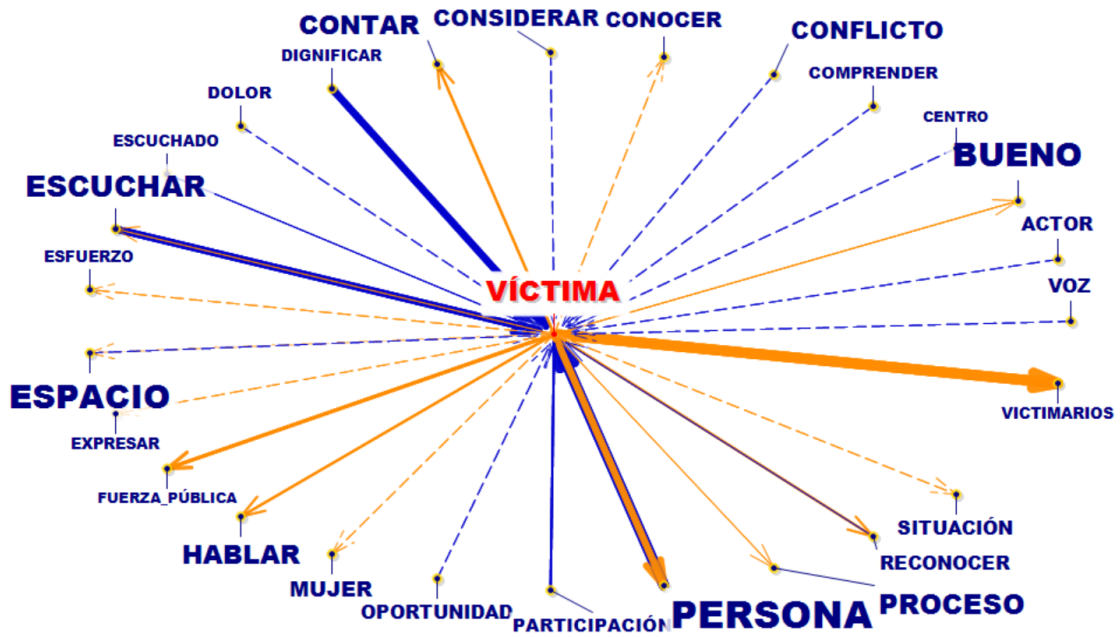 CONTAR
CONSIDERAR
CONOCER
CONFLICTO
DIGNIFICAR
COMPRENDER
DOLOR
CENTRO
ESCUCHADO
BUENO
ESCUCHAR
ACTOR
ESFUERZO
VOZ
VÍCTIMA
ESPACIO
VICTIMARIOS
EXPRESAR
FUERZA_PÚBLICA
SITUACIÓN
HABLAR
RECONOCER
MUJER
OPORTUNIDAD
PARTICIPACIÓN
PERSONA
PROCESO